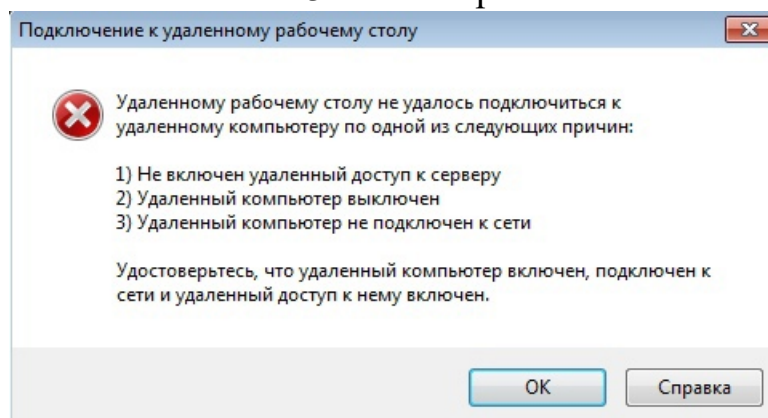 Подключение к удаленному рабочему столу
Удаленному рабочему столу не удалось подключиться к
удаленному компьютеру по одной из следующих причин:
1) Не включен удаленный доступ к серверу
2) Удаленный компьютер выключен
3) Удаленный компьютер не подключен к сети
Удостоверьтесь, что удаленный компьютер включен, подключен к
сети и удаленный доступ к нему включен.
ОК
Справка